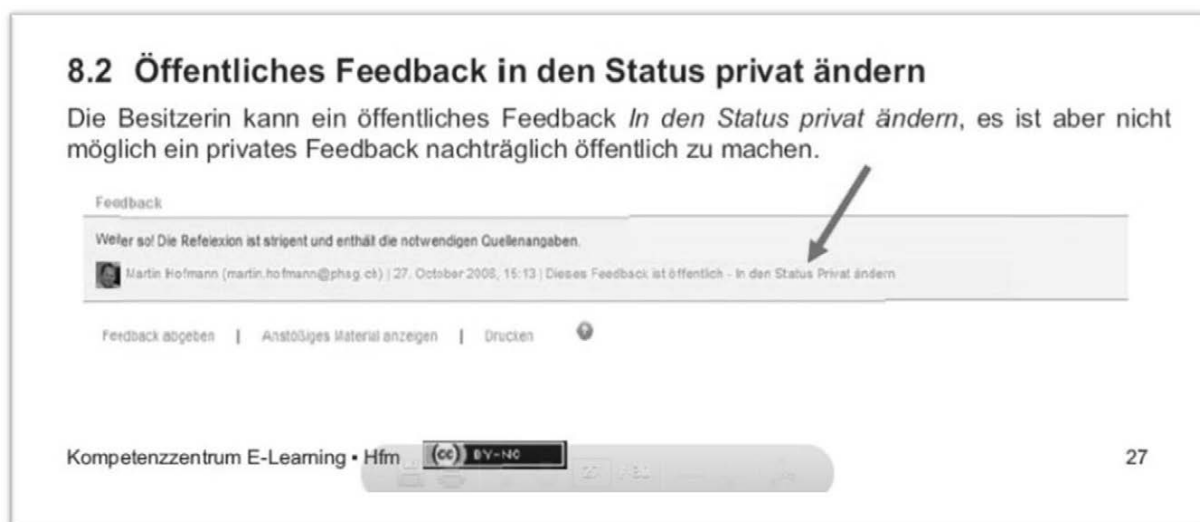 8.2 Öffentliches Feedback in den Status privat ändern
Die Besitzerin kann ein öffentliches Feedback In den Status privat ändern, es ist aber nicht
möglich ein privates Feedback nachträglich öffentlich zu machen.
Feedback
Weiter so! Die Refelexion ist stripent und enthält die notwendigen Quellenangaben.
Martin Hofmann (martin.hofmann@phsg.ch) | 27. October 2008, 15:13 | Dieses Feedback ist öffentlich - In den Status Privat ändern
Feedback abgeben | Anstößiges Material anzeigen | Drucken
Kompetenzzentrum E-Learning • Hfm (cc) BY-NC 27